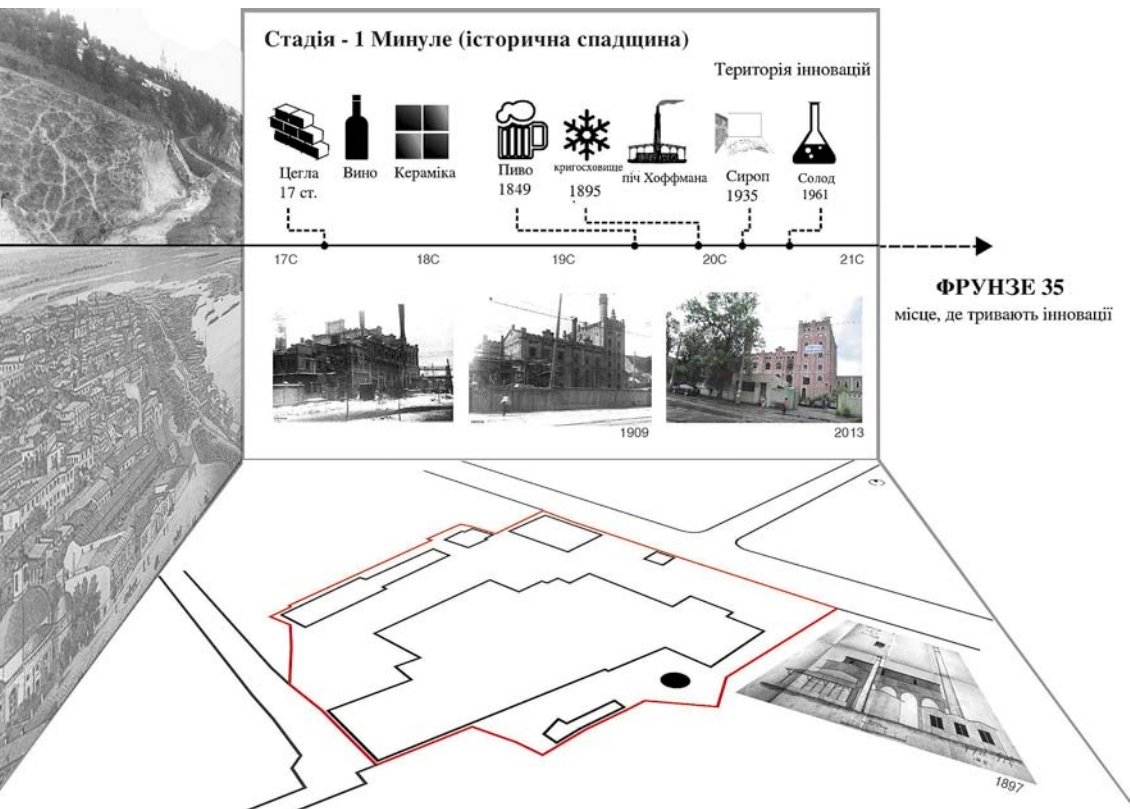 Стадія - 1 Минуле (історична спадщина)
Територія інновацій
Цегла
17 ст.
Вино
Кераміка
Пиво
1849
кригосховище
1895
піч Хоффмана
Сироп
1935
Солод
1961
17C
18C
19C
20C
21C
ФРУНЗЕ 35
місце, де тривають інновації
1909
2013
1897